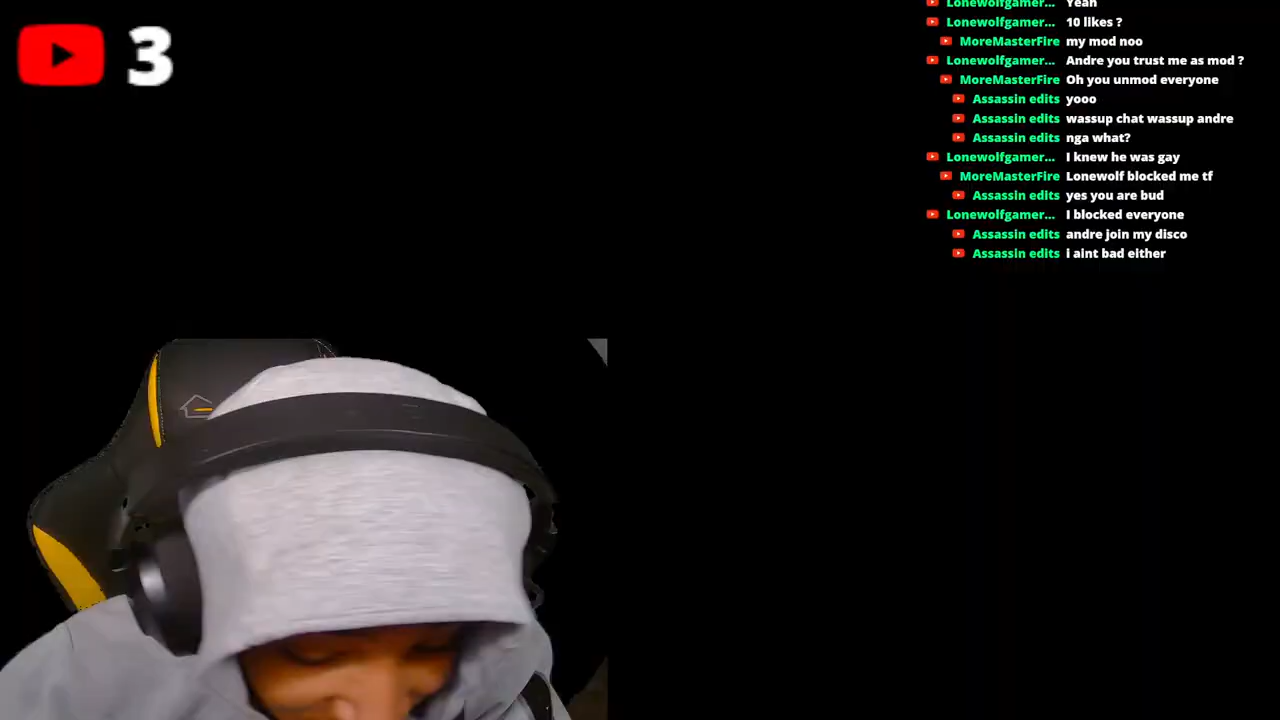 3
Lonewolfgamer... Yeah
Lonewolfgamer... 10 likes ?
MoreMasterFire my mod noo
Lonewolfgamer... Andre you trust me as mod ?
MoreMasterFire Oh you unmod everyone
Assassin edits yooo
Assassin edits wassup chat wassup andre
Assassin edits nga what?
Lonewolfgamer... I knew he was gay
MoreMasterFire Lonewolf blocked me tf
Assassin edits yes you are bud
Lonewolfgamer... I blocked everyone
Assassin edits andre join my disco
Assassin edits i aint bad either